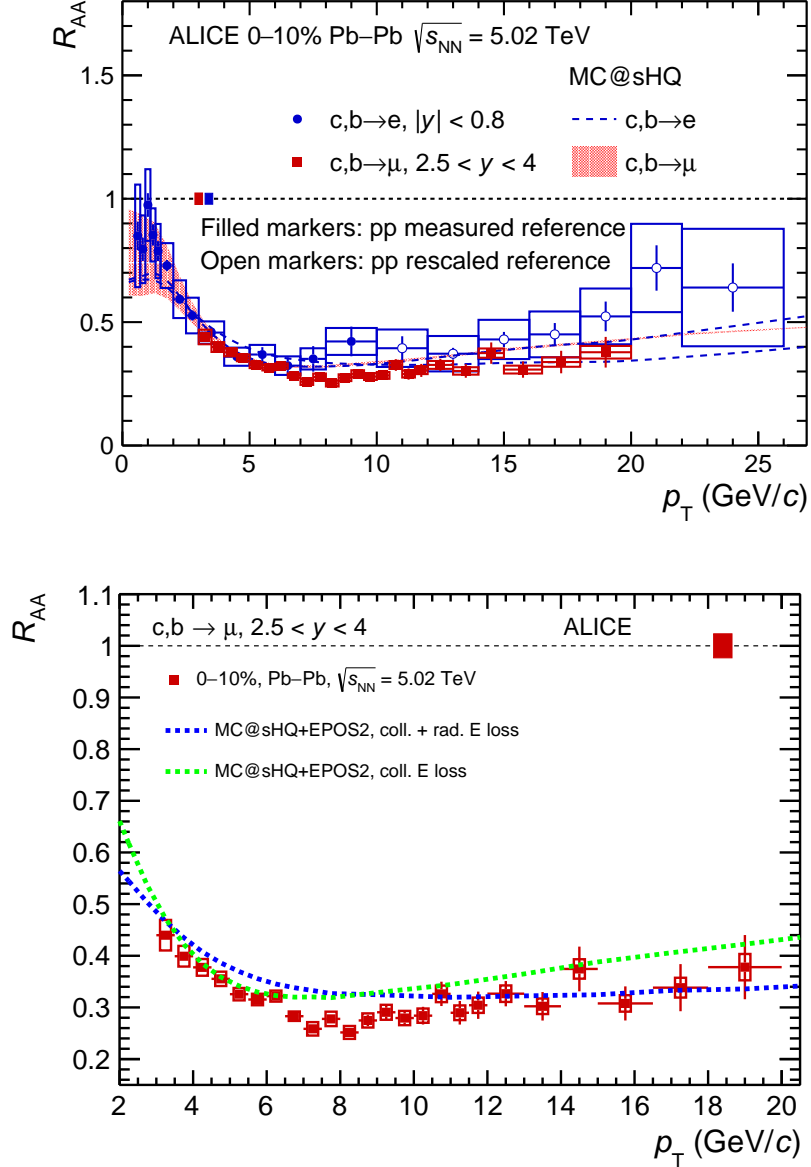 R_AA
ALICE 0–10% Pb–Pb √s_NN = 5.02 TeV
MC@sHQ
c,b→e, |y| < 0.8
c,b→e
c,b→μ, 2.5 < y < 4
c,b→μ
Filled markers: pp measured reference
Open markers: pp rescaled reference
1.5
1
0.5
0
0 5 10 15 20 25
p_T (GeV/c)
R_AA
c,b → μ, 2.5 < y < 4
ALICE
0–10%, Pb–Pb, √s_NN = 5.02 TeV
MC@sHQ+EPOS2, coll. + rad. E loss
MC@sHQ+EPOS2, coll. E loss
1.1
1
0.9
0.8
0.7
0.6
0.5
0.4
0.3
0.2
2 4 6 8 10 12 14 16 18 20
p_T (GeV/c)